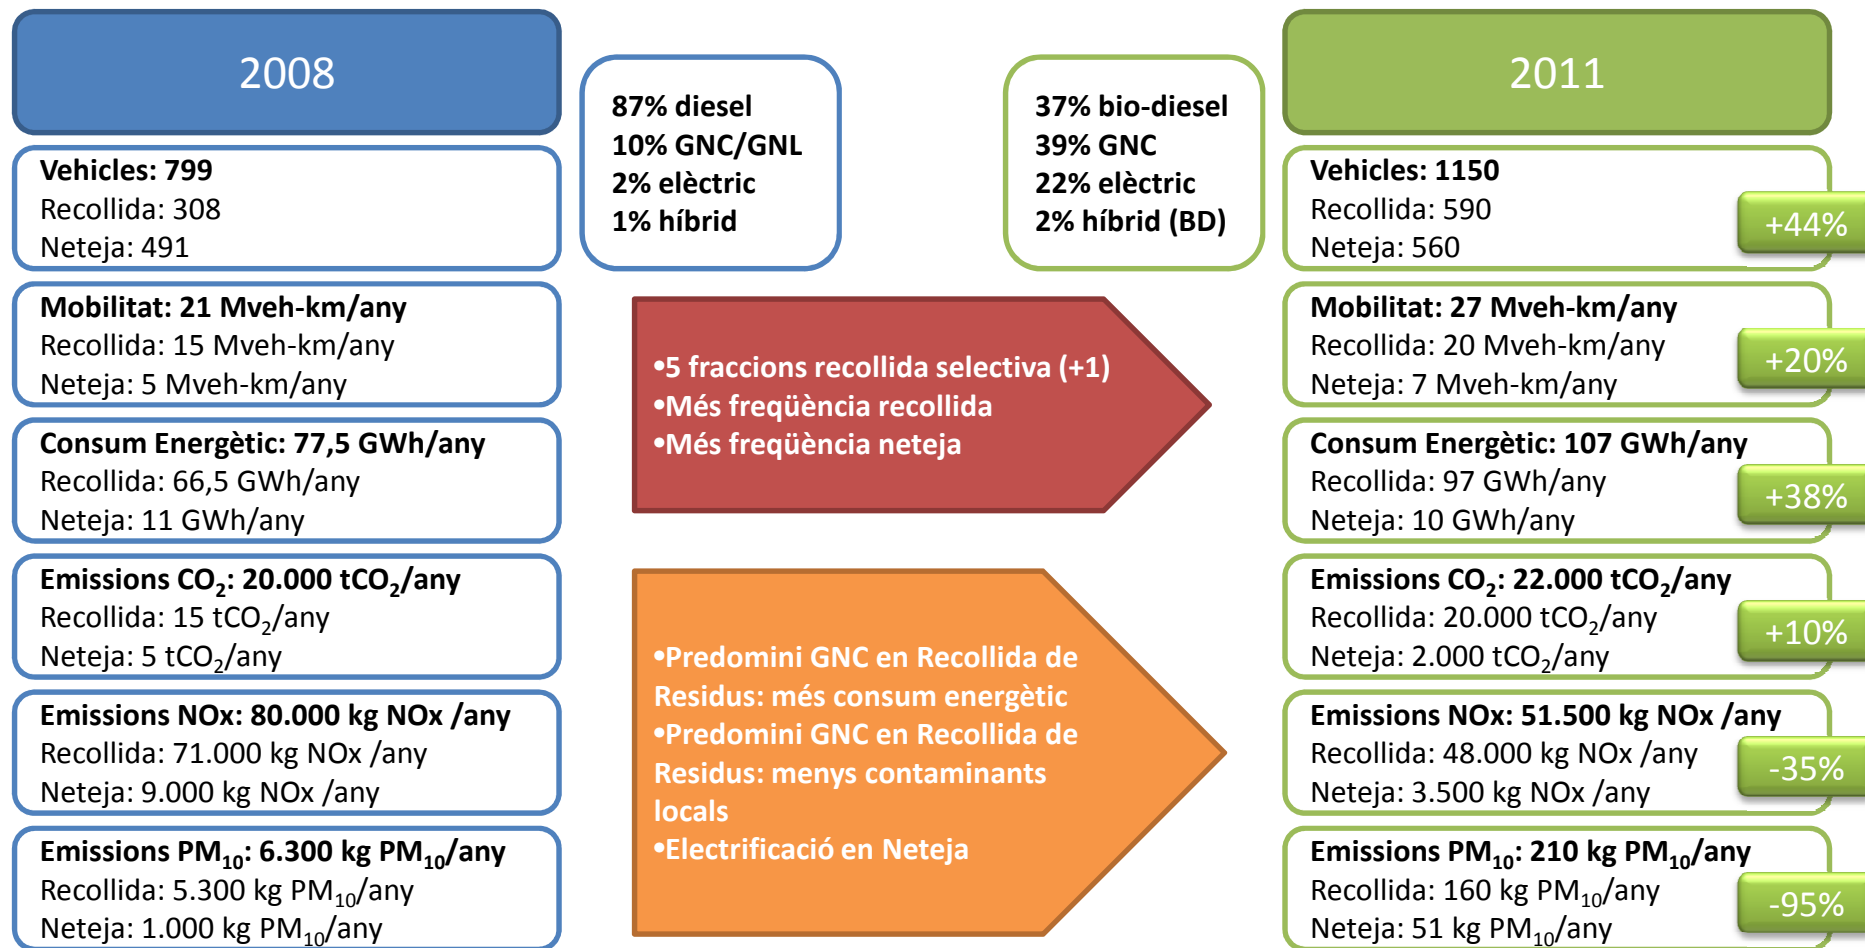 2008
Vehicles: 799
Recollida: 308
Neteja: 491
Mobilitat: 21 Mveh-km/any
Recollida: 15 Mveh-km/any
Neteja: 5 Mveh-km/any
Consum Energètic: 77,5 GWh/any
Recollida: 66,5 GWh/any
Neteja: 11 GWh/any
Emissions CO₂: 20.000 tCO₂/any
Recollida: 15 tCO₂/any
Neteja: 5 tCO₂/any
Emissions NOx: 80.000 kg NOx /any
Recollida: 71.000 kg NOx /any
Neteja: 9.000 kg NOx /any
Emissions PM₁₀: 6.300 kg PM₁₀/any
Recollida: 5.300 kg PM₁₀/any
Neteja: 1.000 kg PM₁₀/any
87% diesel
10% GNC/GNL
2% elèctric
1% híbrid
37% bio-diesel
39% GNC
22% elèctric
2% híbrid (BD)
•5 fraccions recollida selectiva (+1)
•Més freqüència recollida
•Més freqüència neteja
•Predomini GNC en Recollida de
Residus: més consum energètic
•Predomini GNC en Recollida de
Residus: menys contaminants
locals
•Electrificació en Neteja
2011
Vehicles: 1150
Recollida: 590
Neteja: 560
+44%
Mobilitat: 27 Mveh-km/any
Recollida: 20 Mveh-km/any
Neteja: 7 Mveh-km/any
+20%
Consum Energètic: 107 GWh/any
Recollida: 97 GWh/any
Neteja: 10 GWh/any
+38%
Emissions CO₂: 22.000 tCO₂/any
Recollida: 20.000 tCO₂/any
Neteja: 2.000 tCO₂/any
+10%
Emissions NOx: 51.500 kg NOx /any
Recollida: 48.000 kg NOx /any
Neteja: 3.500 kg NOx /any
-35%
Emissions PM₁₀: 210 kg PM₁₀/any
Recollida: 160 kg PM₁₀/any
Neteja: 51 kg PM₁₀/any
-95%